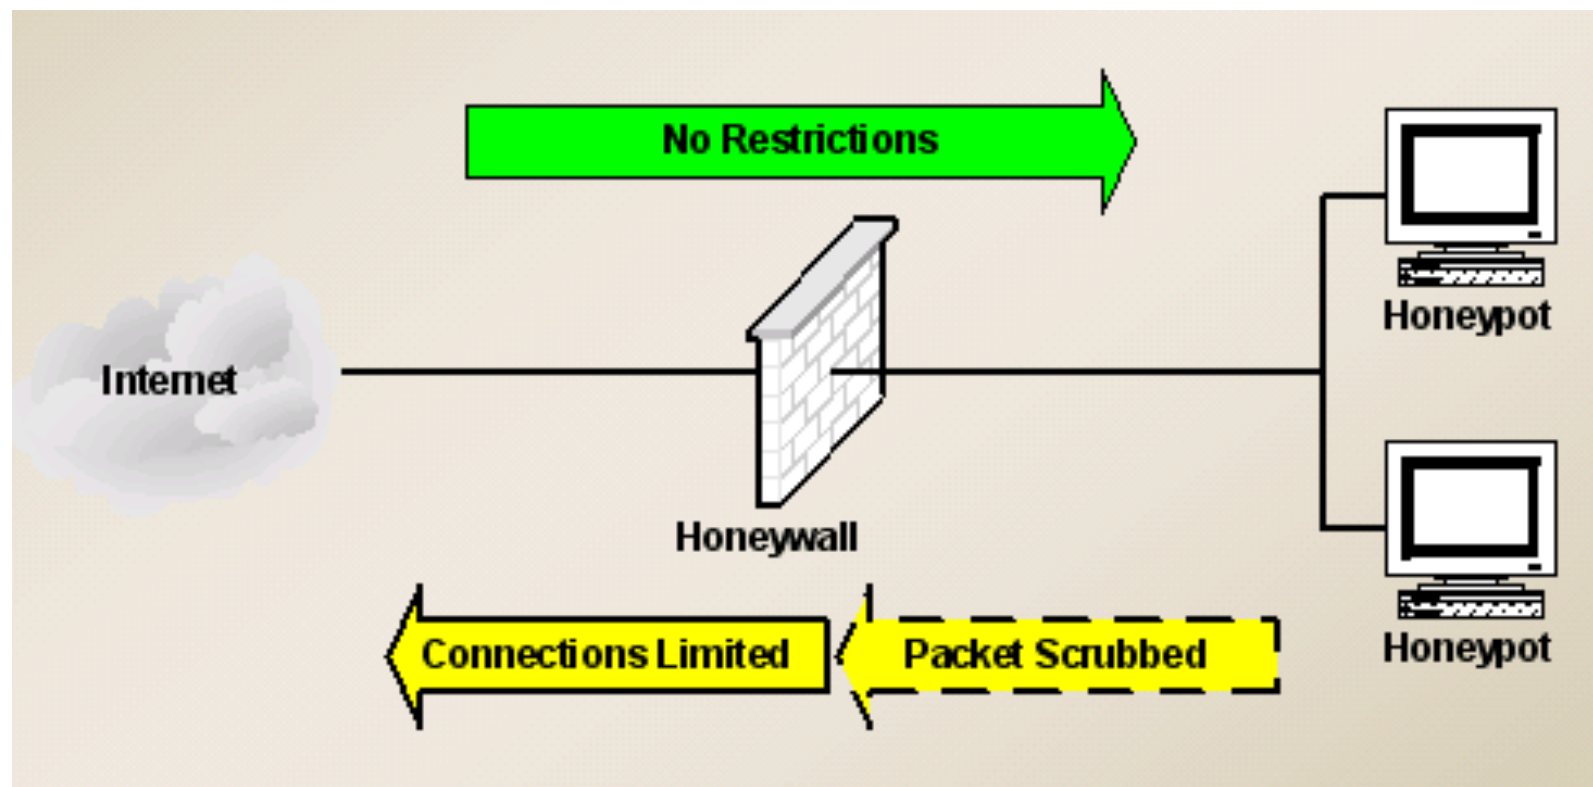 No Restrictions
Honeypot
Internet
Honeywall
Connections Limited
Packet Scrubbed
Honeypot